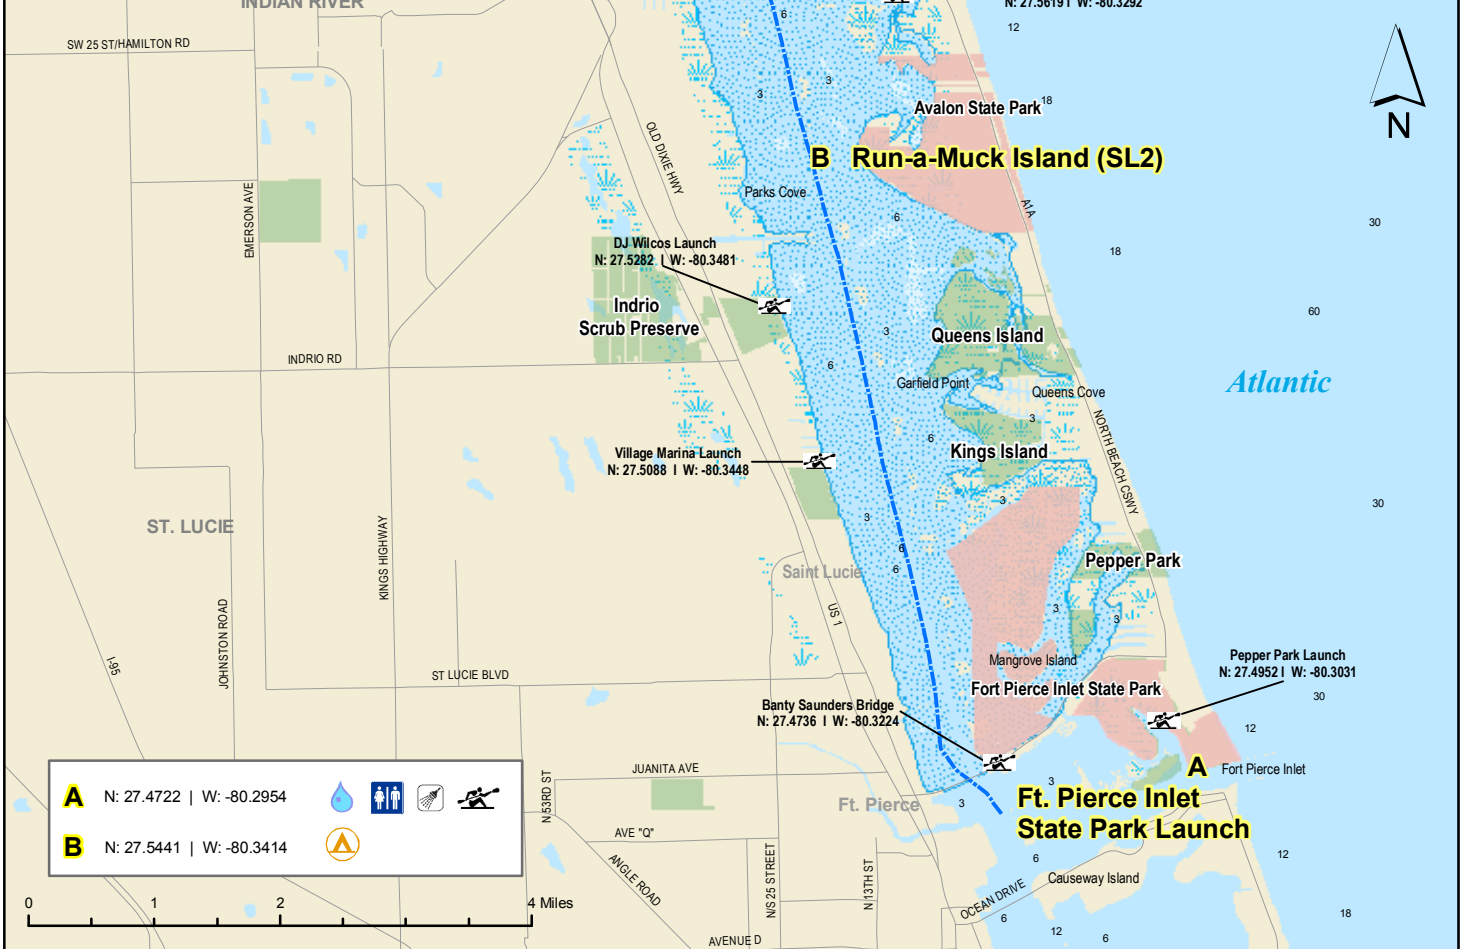 INDIAN RIVER
N: 27.5619 I W: -80.3292
SW 25 ST/HAMILTON RD
6
12
3
3
Avalon State Park
18
N
OLD DIXIE HWY
B Run-a-Muck Island (SL2)
EMERSON AVE
Parks Cove
A1A
6
30
18
DJ Wilcos Launch
N: 27.5282 I W: -80.3481
Indrio
Scrub Preserve
60
3
Queens Island
INDRIO RD
6
Garfield Point
Queens Cove
Atlantic
3
NORTH BEACH CSWY
6
Village Marina Launch
N: 27.5088 I W: -80.3448
Kings Island
3
30
ST. LUCIE
KINGS HIGHWAY
3
6
6
Pepper Park
Saint Lucie
US 1
3
3
JOHNSTON ROAD
I-95
ST LUCIE BLVD
Mangrove Island
Fort Pierce Inlet State Park
Pepper Park Launch
N: 27.4952 I W: -80.3031
30
Banty Saunders Bridge
N: 27.4736 I W: -80.3224
12
A
Fort Pierce Inlet
JUANITA AVE
N 53RD ST
3
3
Ft. Pierce
Ft. Pierce Inlet
State Park Launch
A N: 27.4722 | W: -80.2954
B N: 27.5441 | W: -80.3414
AVE "Q"
ANGLE ROAD
N/S 25 STREET
N 13TH ST
6
12
Causeway Island
OCEAN DRIVE
0 1 2 4 Miles
6
12
6
18
AVENUE D